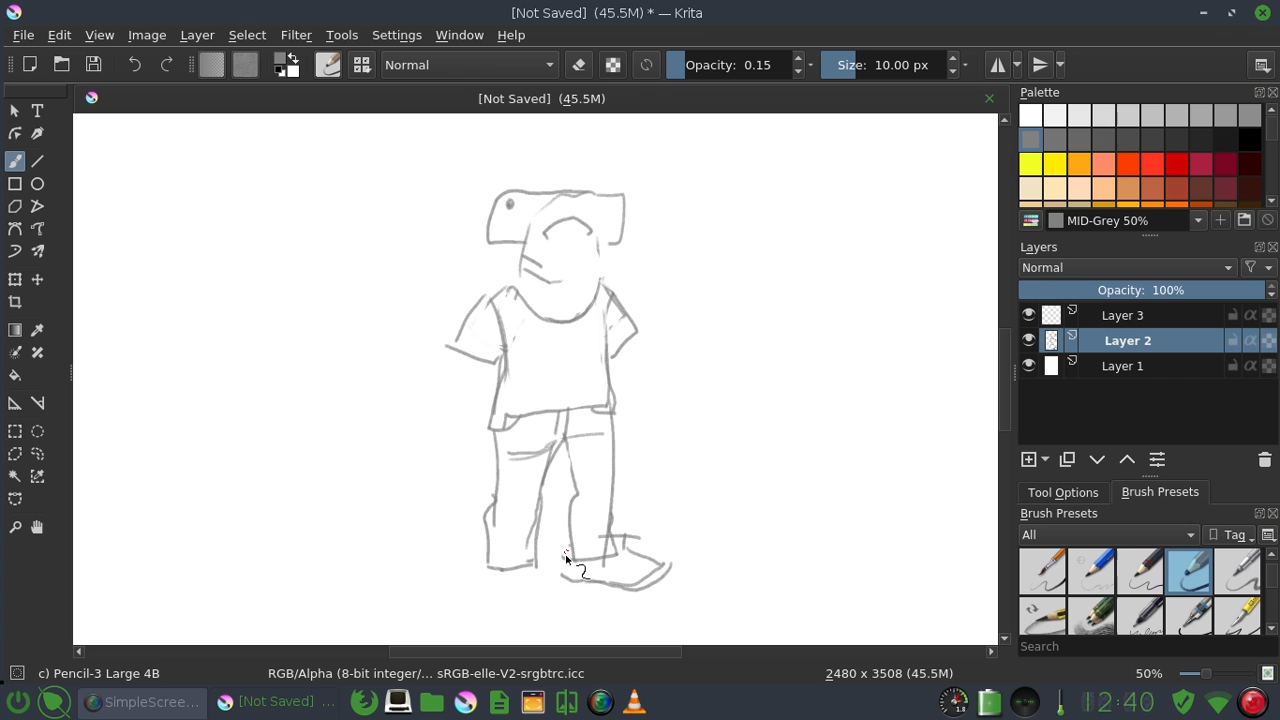 [Not Saved]  (45.5M) * — Krita
File Edit View Image Layer Select Filter Tools Settings Window Help
Normal Opacity: 0.15 Size: 10.00 px
[Not Saved]  (45.5M)
Palette
MID-Grey 50%
Layers
Normal
Opacity: 100%
Layer 3
Layer 2
Layer 1
Tool Options Brush Presets
Brush Presets
All Tag
Search
c) Pencil-3 Large 4B RGB/Alpha (8-bit integer/... sRGB-elle-V2-srgbtrc.icc 2480 x 3508 (45.5M) 50%
SimpleScree... [Not Saved] ... 1.8 12:40